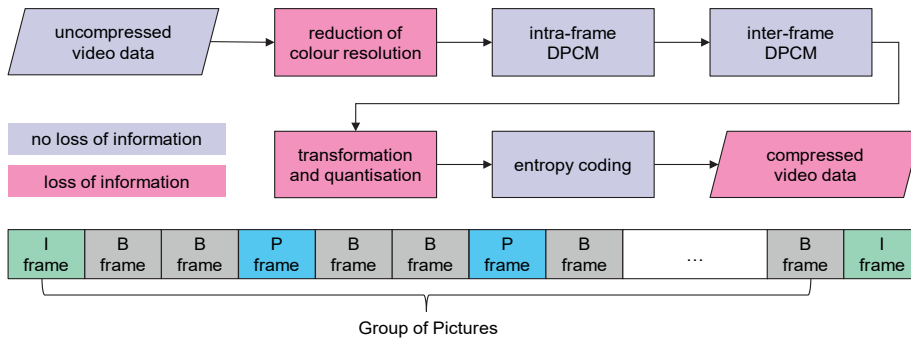 uncompressed
video data
reduction of
colour resolution
intra-frame
DPCM
inter-frame
DPCM
no loss of information
loss of information
transformation
and quantisation
entropy coding
compressed
video data
I
frame
B
frame
B
frame
P
frame
B
frame
B
frame
P
frame
B
frame
...
B
frame
I
frame
Group of Pictures